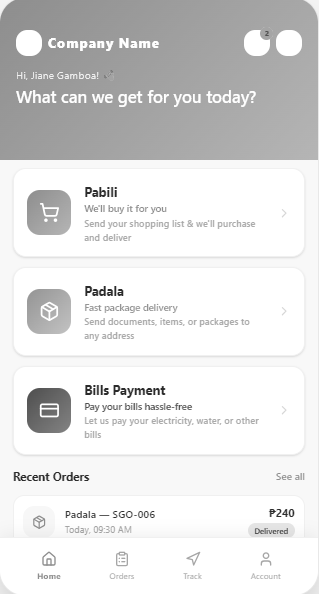 Company Name
2
Hi, Jiane Gamboa!
What can we get for you today?
Pabili
We'll buy it for you
Send your shopping list & we'll purchase
and deliver
Padala
Fast package delivery
Send documents, items, or packages to
any address
Bills Payment
Pay your bills hassle-free
Let us pay your electricity, water, or other
bills
Recent Orders See all
Padala — SGO-006 ₱240
Today, 09:30 AM Delivered
Home Orders Track Account